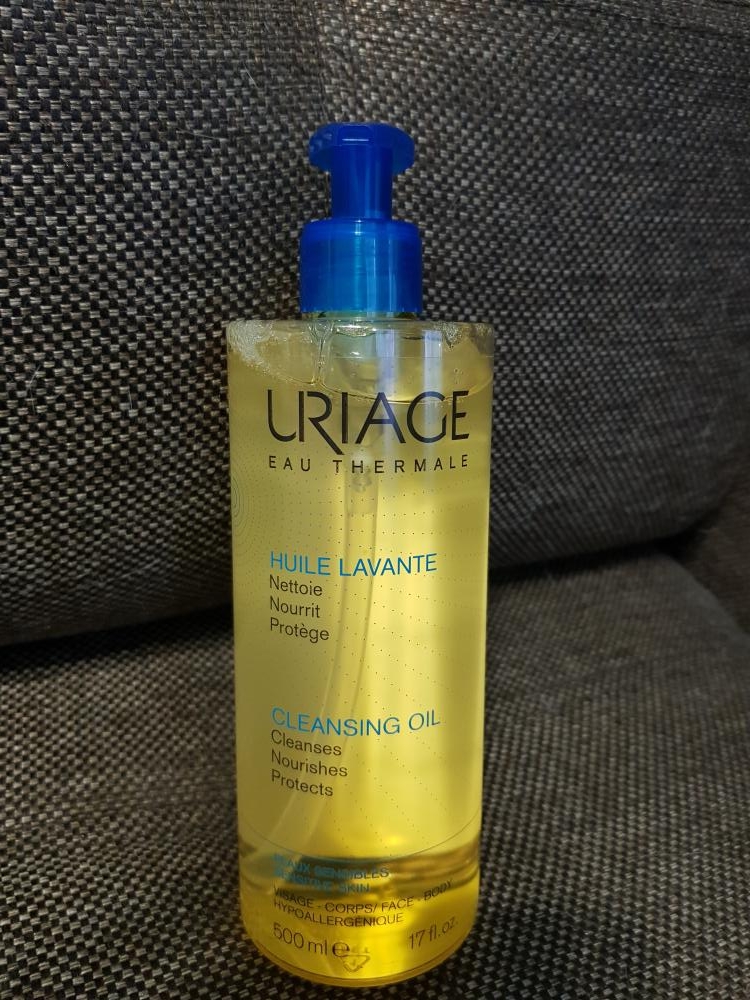 URIAGE
EAU THERMALE
HUILE LAVANTE
Nettoie
Nourrit
Protège
CLEANSING OIL
Cleanses
Nourishes
Protects
PEAUX SENSIBLES
SENSITIVE SKIN
VISAGE - CORPS/ FACE - BODY
HYPOALLERGÉNIQUE
500 ml e 17 fl.oz.